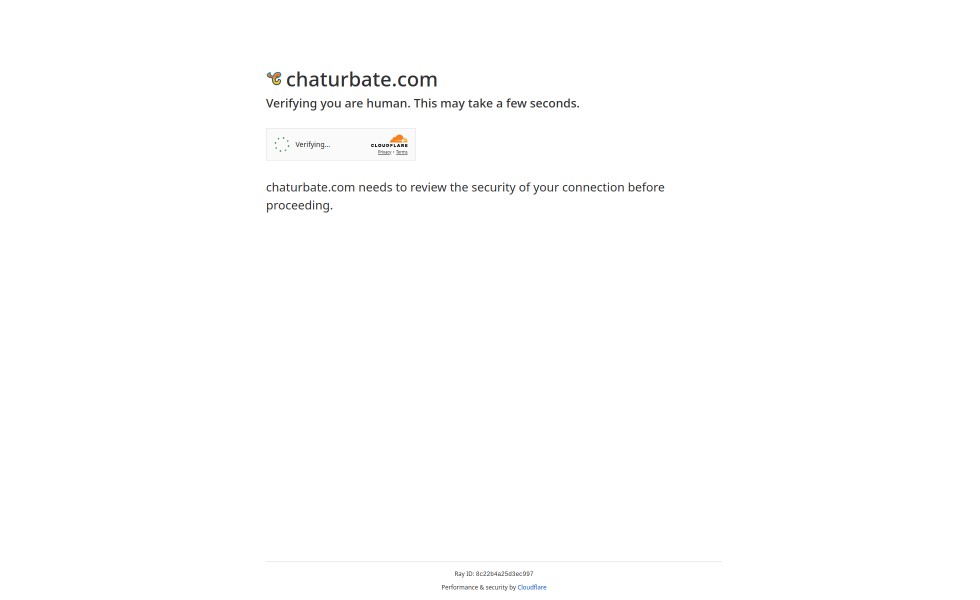 chaturbate.com
Verifying you are human. This may take a few seconds.
Verifying...
CLOUDFLARE
Privacy • Terms
chaturbate.com needs to review the security of your connection before
proceeding.
Ray ID: 8c22b4a25d3ec997
Performance & security by Cloudflare